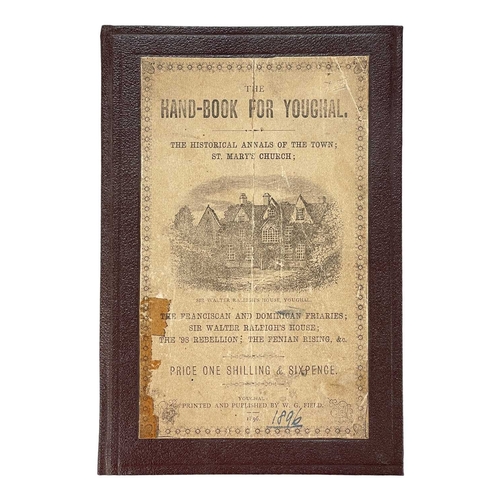 THE
HAND-BOOK FOR YOUGHAL.
THE HISTORICAL ANNALS OF THE TOWN;
ST. MARY'S CHURCH;
SIR WALTER RALEIGH'S HOUSE, YOUGHAL.
THE FRANCISCAN AND DOMINICAN FRIARIES;
SIR WALTER RALEIGH'S HOUSE;
THE '98 REBELLION; THE FENIAN RISING, &c.
PRICE ONE SHILLING & SIXPENCE.
YOUGHAL:
PRINTED AND PUBLISHED BY W. G. FIELD.
1896